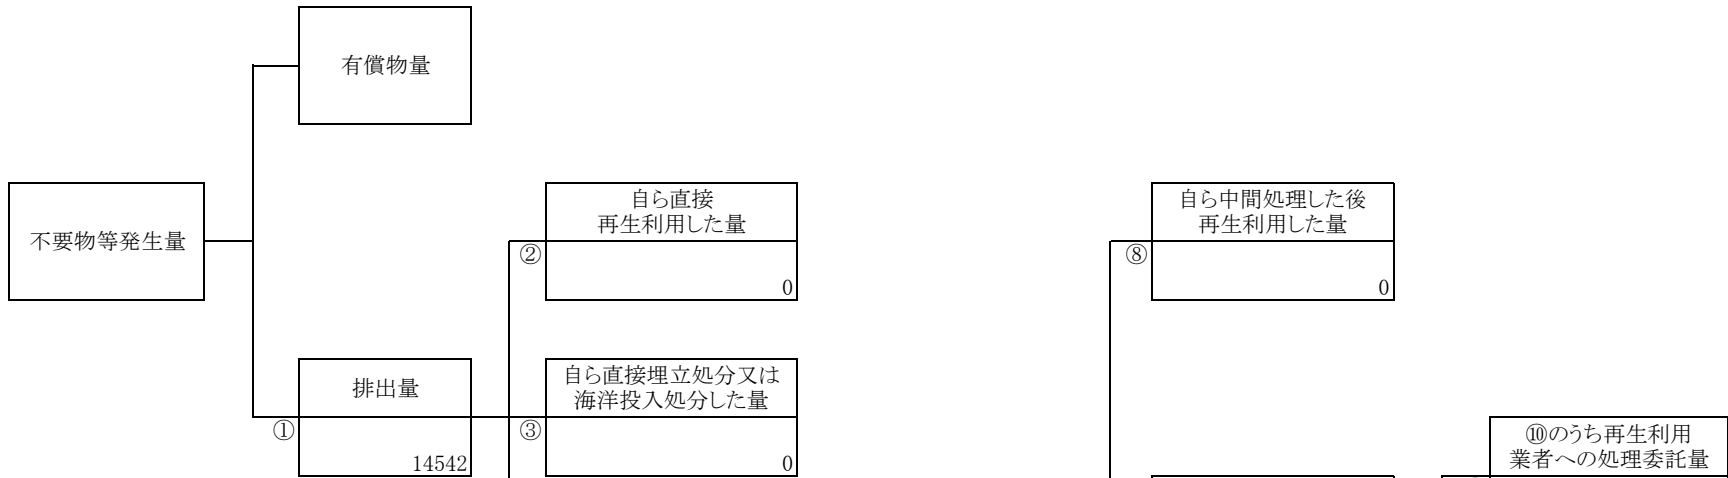 有償物量
不要物等発生量
自ら直接
再生利用した量
②
0
自ら中間処理した後
再生利用した量
⑧
0
排出量
①
14542
自ら直接埋立処分又は
海洋投入処分した量
③
0
⑩のうち再生利用
業者への処理委託量